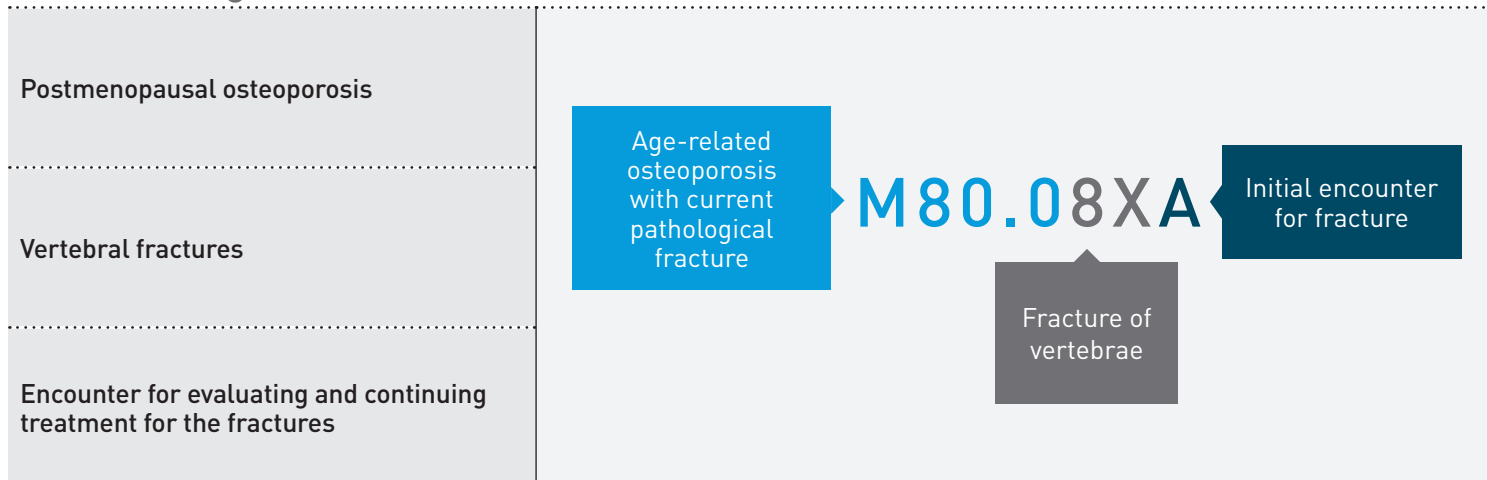 Postmenopausal osteoporosis
Vertebral fractures
Encounter for evaluating and continuing
treatment for the fractures
Age-related
osteoporosis
with current
pathological
fracture
M80.08XA
Initial encounter
for fracture
Fracture of
vertebrae